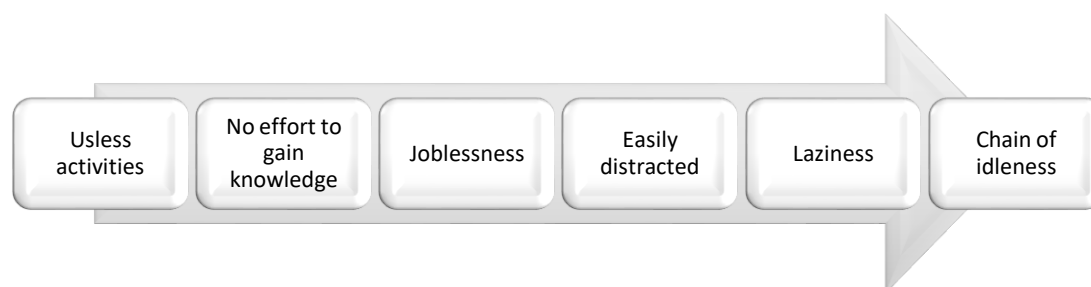 Usless
activities
No effort to
gain
knowledge
Joblessness
Easily
distracted
Laziness
Chain of
idleness